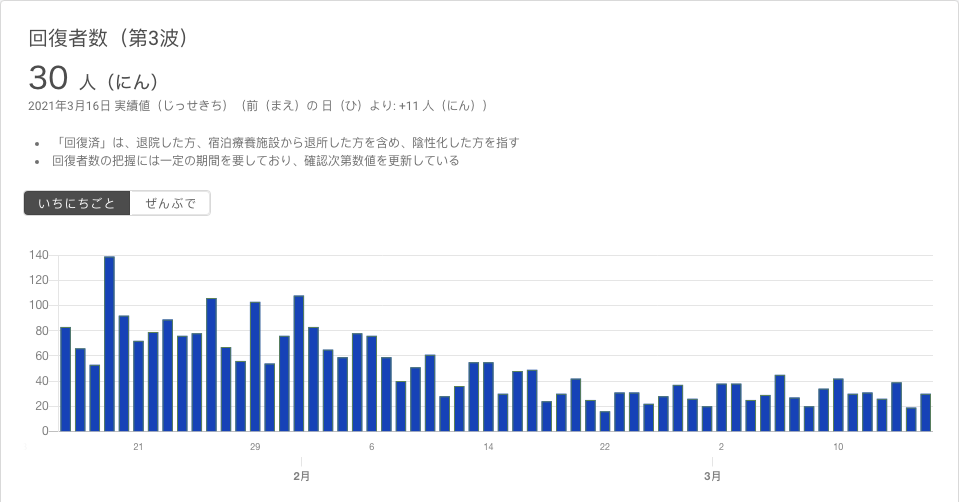 回復者数（第3波）
30 人（にん）
2021年3月16日 実績値（じっせきち）（前（まえ）の 日（ひ）より: +11 人（にん））
• 「回復済」は、退院した方、宿泊療養施設から退所した方を含め、陰性化した方を指す
• 回復者数の把握には一定の期間を要しており、確認次第数値を更新している
いちにちごと ぜんぶで
140
120
100
80
60
40
20
0
21 29 6 14 22 2 10
2月 3月